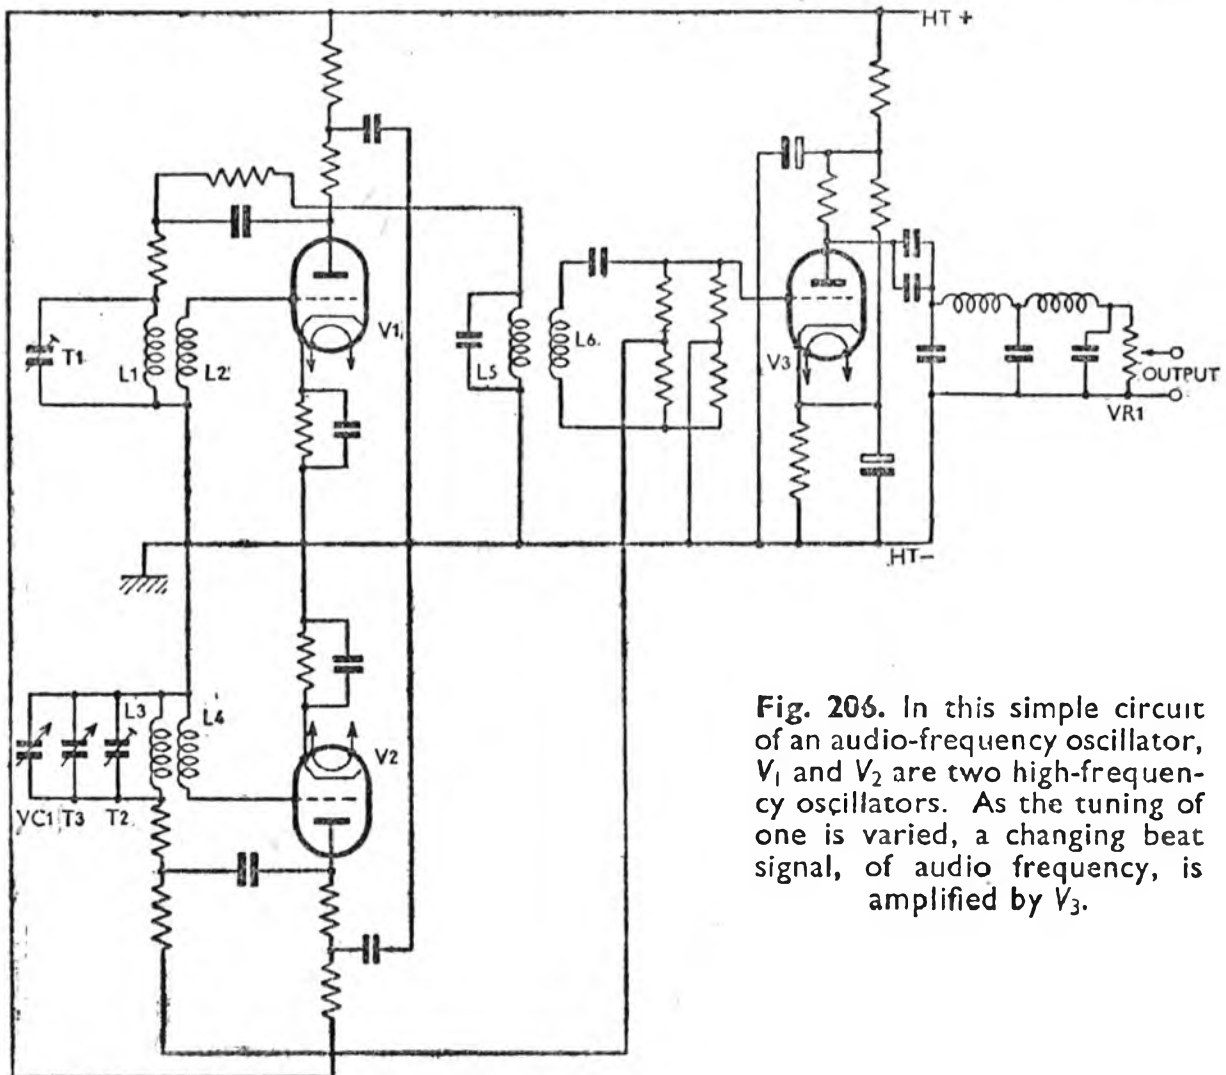 HT +
T1
L1
L2
V1
L5
L6
V3
OUTPUT
VR1
HT-
L3
L4
V2
VC1 T3 T2
Fig. 206. In this simple circuit
of an audio-frequency oscillator,
V1 and V2 are two high-frequen-
cy oscillators. As the tuning of
one is varied, a changing beat
signal, of audio frequency, is
amplified by V3.